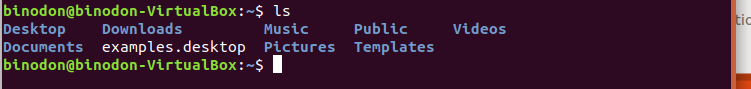 binodon@binodon-VirtualBox:~$ ls
Desktop Downloads Music Public Videos
Documents examples.desktop Pictures Templates
binodon@binodon-VirtualBox:~$